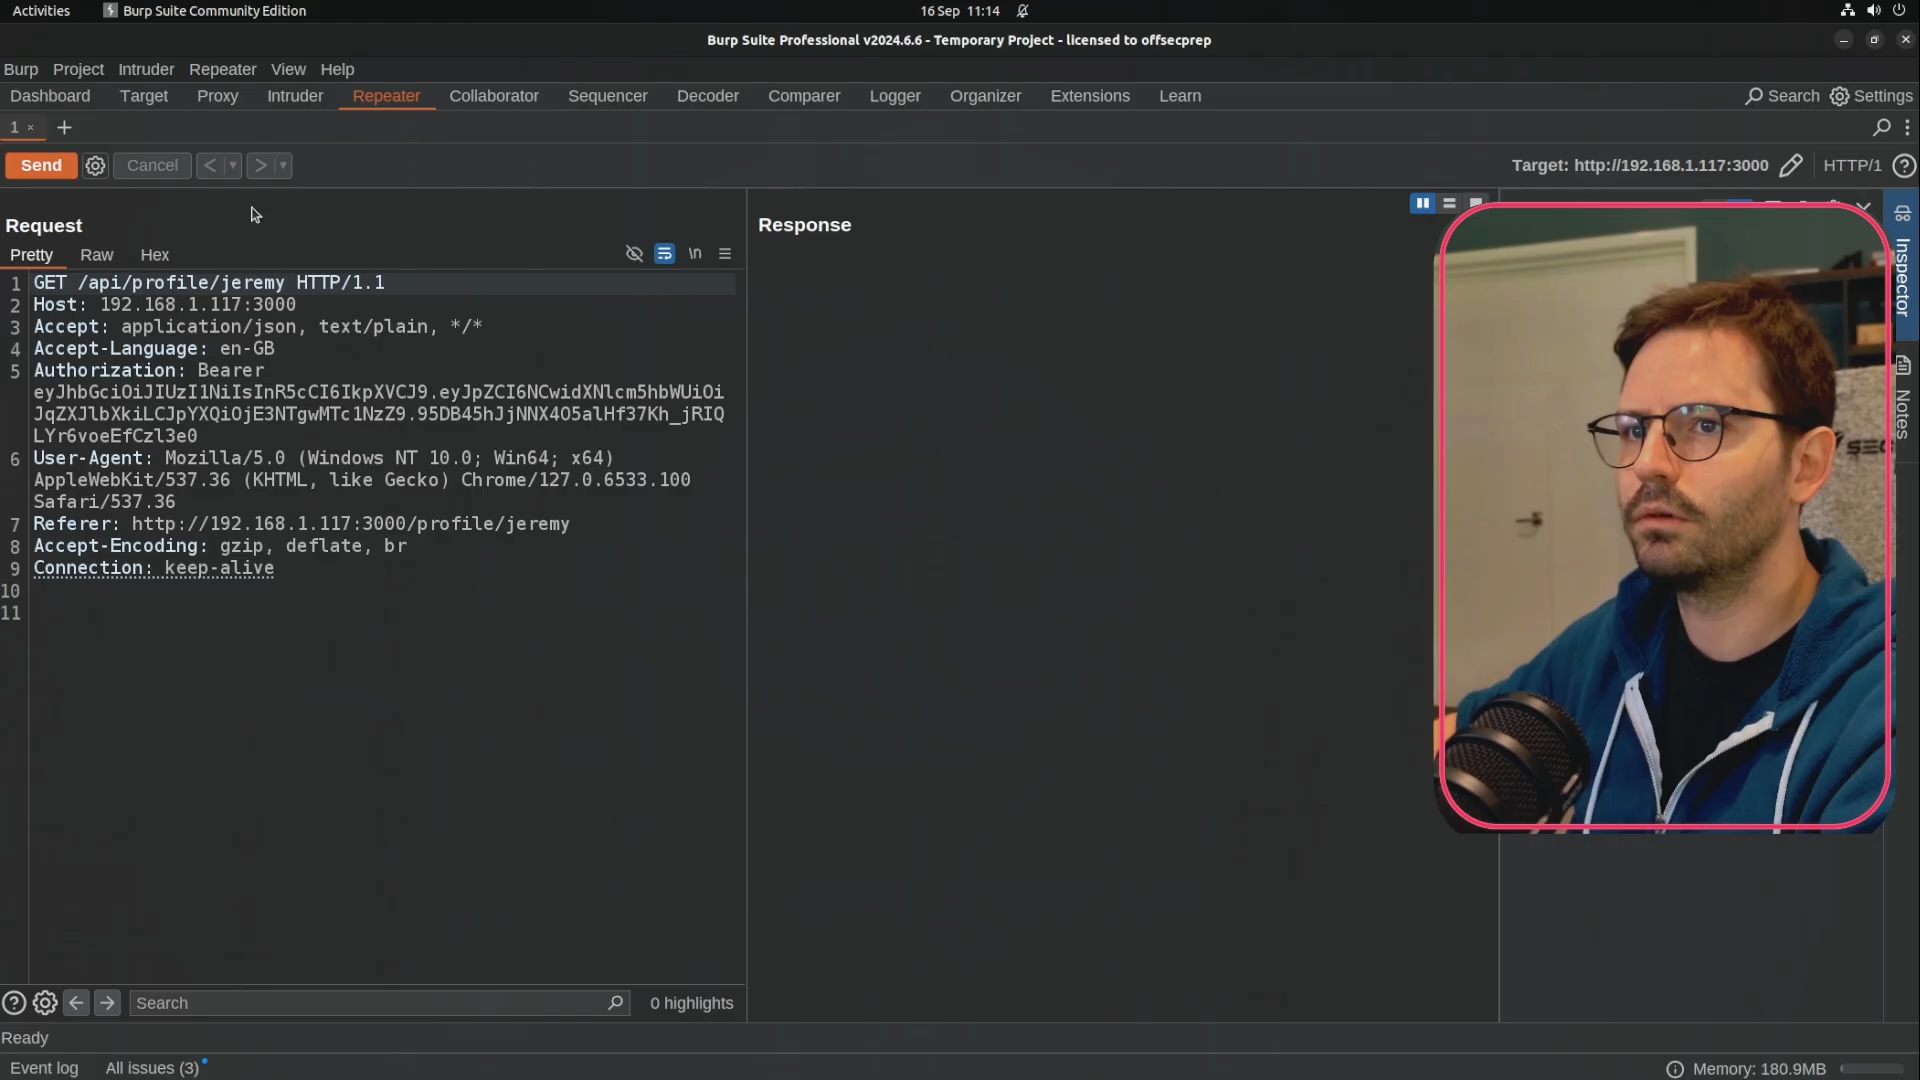 Activities Burp Suite Community Edition 16 Sep 11:14
Burp Suite Professional v2024.6.6 - Temporary Project - licensed to offsecprep
Burp Project Intruder Repeater View Help
Dashboard Target Proxy Intruder Repeater Collaborator Sequencer Decoder Comparer Logger Organizer Extensions Learn Search Settings
1 × +
Send Cancel < > Target: http://192.168.1.117:3000 HTTP/1 ?
Request
Response
Pretty Raw Hex \n
1 GET /api/profile/jeremy HTTP/1.1
2 Host: 192.168.1.117:3000
3 Accept: application/json, text/plain, */*
4 Accept-Language: en-GB
5 Authorization: Bearer
eyJhbGciOiJIUzI1NiIsInR5cCI6IkpXVCJ9.eyJpZCI6NCwidXNlcm5hbWUiOi
JqZXJlbXkiLCJpYXQiOjE3NTgwMTc1NzZ9.95DB45hJjNNX4O5alHf37Kh_jRIQ
LYr6voeEfCzl3e0
6 User-Agent: Mozilla/5.0 (Windows NT 10.0; Win64; x64)
AppleWebKit/537.36 (KHTML, like Gecko) Chrome/127.0.6533.100
Safari/537.36
7 Referer: http://192.168.1.117:3000/profile/jeremy
8 Accept-Encoding: gzip, deflate, br
9 Connection: keep-alive
10
11
Inspector
Notes
Search 0 highlights
Ready
Event log All issues (3) Memory: 180.9MB